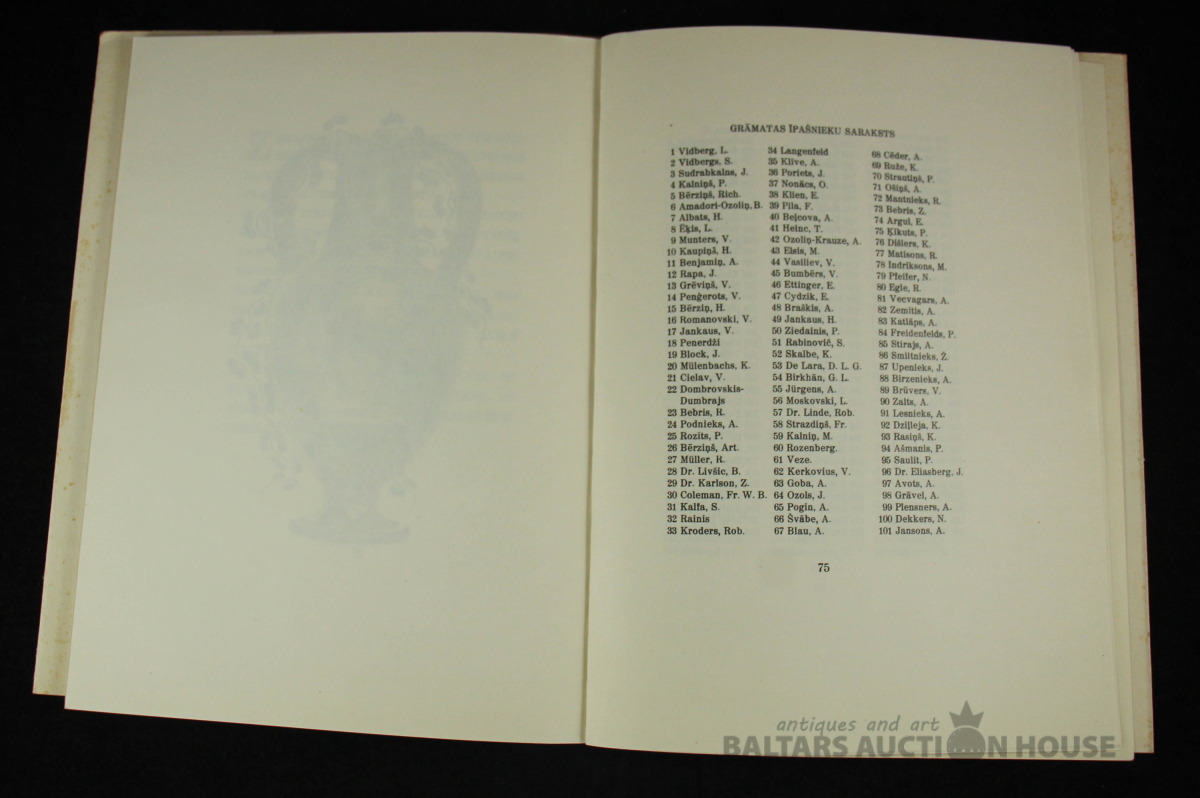 GRĀMATAS ĪPAŠNIEKU SARAKSTS
1 Vidberg, L.
2 Vidbergs, S.
3 Sudrabkalns, J.
4 Kalniņš, P.
5 Bērziņš, Rich.
6 Amadori-Ozoliņ, B.
7 Albats, H.
8 Ēķis, L.
9 Munters, V.
10 Kaupiņš, H.
11 Benjamiņ, A.
12 Rapa, J.
13 Grēviņš, V.
14 Penģerots, V.
15 Bērziņ, H.
16 Romanovski, V.
17 Jankaus, V.
18 Penerdži
19 Block, J.
20 Mülenbachs, K.
21 Cielav, V.
22 Dombrovskis-
Dumbrajs
23 Bebris, R.
24 Podnieks, A.
25 Rozits, P.
26 Bērziņš, Art.
27 Müller, R.
28 Dr. Livšic, B.
29 Dr. Karlson, Z.
30 Coleman, Fr. W. B.
31 Kalfa, S.
32 Rainis
33 Kroders, Rob.
34 Langenfeld
35 Klive, A.
36 Poriets, J.
37 Nonācs, O.
38 Klien, E.
39 Pila, F.
40 Beļcova, A.
41 Heinc, T.
42 Ozoliņ-Krauze, A.
43 Elsis, M.
44 Vasiliev, V.
45 Bumbērs, V.
46 Ettinger, E.
47 Cydzik, E.
48 Braškis, A.
49 Jankaus, H.
50 Ziedainis, P.
51 Rabinovič, S.
52 Skalbe, K.
53 De Lara, D. L. G.
54 Birkhān, G. L.
55 Jürgens, A.
56 Moskovski, L.
57 Dr. Linde, Rob.
58 Strazdiņš, Fr.
59 Kalniņ, M.
60 Rozenberg.
61 Veze.
62 Kerkovius, V.
63 Goba, A.
64 Ozols, J.
65 Pogin, A.
66 Švābe, A.
67 Blau, A.
68 Cēder, A.
69 Ruže, K.
70 Strautiņš, P.
71 Ošiņš, A.
72 Mantnieks, R.
73 Bebris, Z.
74 Argul, E.
75 Ķikuts, P.
76 Dišlers, K.
77 Matisons, R.
78 Indriksons, M.
79 Pfeifer, N.
80 Egle, R.
81 Vecvagars, A.
82 Zemitis, A.
83 Katlāps, A.
84 Freidenfelds, P.
85 Stirajs, A.
86 Smiltnieks, Ž.
87 Upenieks, J.
88 Birzenieks, A.
89 Brūvers, V.
90 Zalts, A.
91 Lesnieks, A.
92 Dziļleja, K.
93 Rasiņš, K.
94 Ašmanis, P.
95 Saulit, P.
96 Dr. Eliasberg, J.
97 Avots, A.
98 Grāvel, A.
99 Plensners, A.
100 Dekkers, N.
101 Jansons, A.
75
antiques and art
BALTARS AUCTION HOUSE